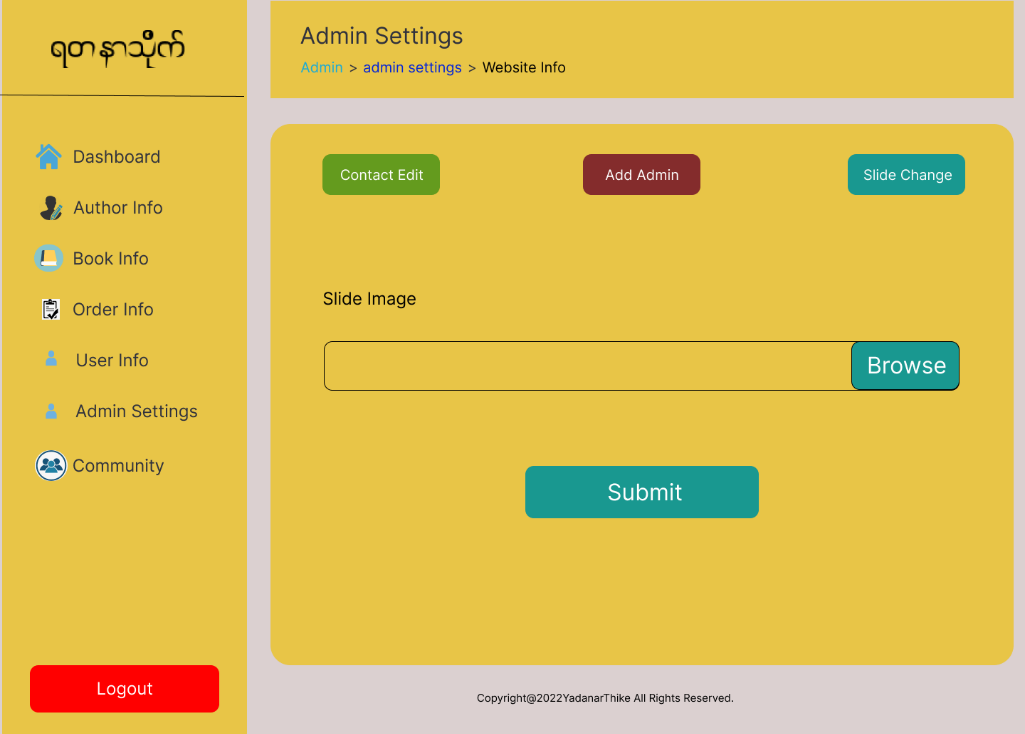 ရတနာသိုက်
Admin Settings
Admin > admin settings > Website Info
Dashboard
Author Info
Book Info
Order Info
User Info
Admin Settings
Community
Logout
Contact Edit
Add Admin
Slide Change
Slide Image
Browse
Submit
Copyright@2022YadanarThike All Rights Reserved.